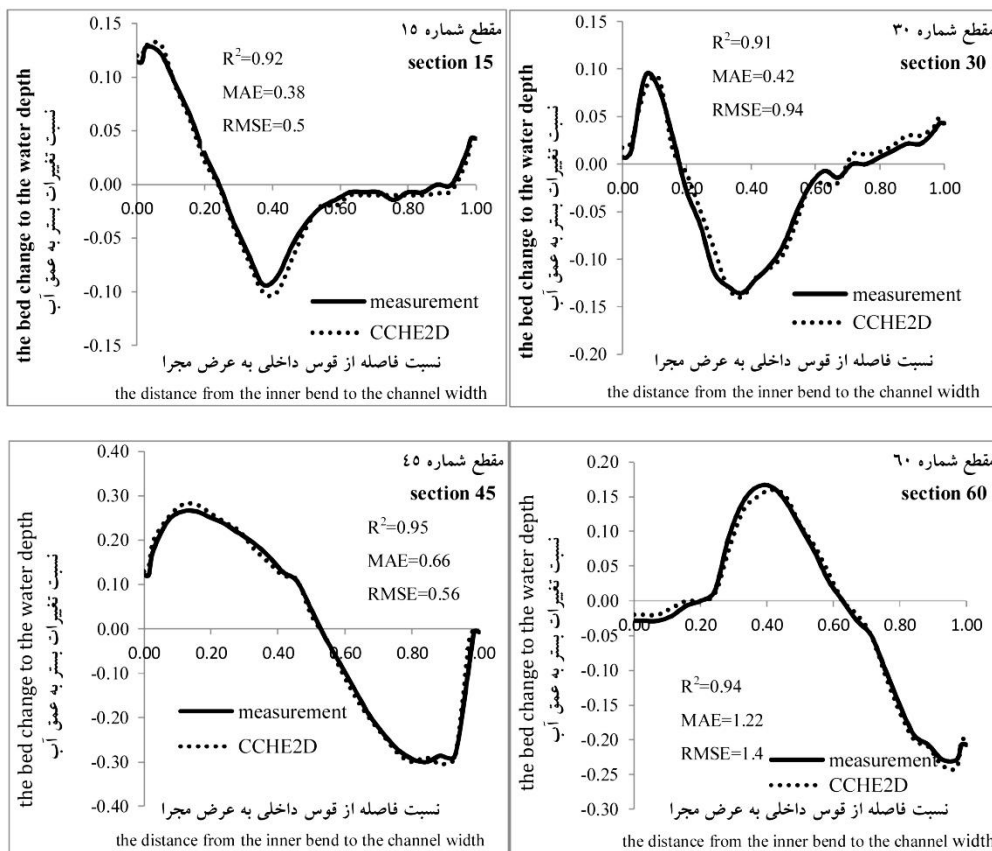 مقطع شماره ۱۵
section 15
R²=0.92
MAE=0.38
RMSE=0.5
the bed change to the water depth
نسبت تغییرات بستر به عمق آب
0.15
0.10
0.05
0.00
-0.05
-0.10
-0.15
0.00 0.20 0.40 0.60 0.80 1.00
measurement
CCHE2D
نسبت فاصله از قوس داخلی به عرض مجرا
the distance from the inner bend to the channel width
مقطع شماره ۳۰
section 30
R²=0.91
MAE=0.42
RMSE=0.94
the bed change to the water depth
نسبت تغییرات بستر به عمق آب
0.15
0.10
0.05
0.00
-0.05
-0.10
-0.15
-0.20
0.00 0.20 0.40 0.60 0.80 1.00
measurement
CCHE2D
نسبت فاصله از قوس داخلی به عرض مجرا
the distance from the inner bend to the channel width
مقطع شماره ٤٥
section 45
R²=0.95
MAE=0.66
RMSE=0.56
the bed change to the water depth
نسبت تغییرات بستر به عمق آب
0.40
0.30
0.20
0.10
0.00
-0.10
-0.20
-0.30
-0.40
0.00 0.20 0.40 0.60 0.80 1.00
measurement
CCHE2D
نسبت فاصله از قوس داخلی به عرض مجرا
the distance from the inner bend to the channel width
مقطع شماره ٦٠
section 60
R²=0.94
MAE=1.22
RMSE=1.4
the bed change to the water depth
نسبت تغییرات بستر به عمق آب
0.20
0.15
0.10
0.05
0.00
-0.05
-0.10
-0.15
-0.20
-0.25
-0.30
0.00 0.20 0.40 0.60 0.80 1.00
measurement
CCHE2D
نسبت فاصله از قوس داخلی به عرض مجرا
the distance from the inner bend to the channel width